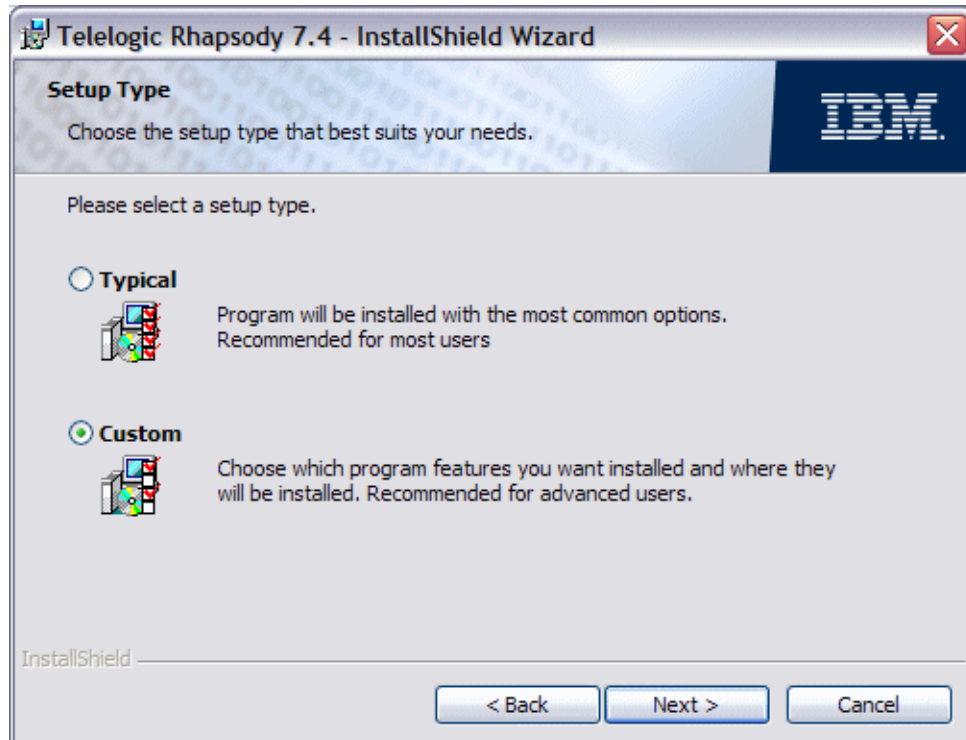 Telelogic Rhapsody 7.4 - InstallShield Wizard
Setup Type
Choose the setup type that best suits your needs.
IBM.
Please select a setup type.
Typical
Program will be installed with the most common options.
Recommended for most users
Custom
Choose which program features you want installed and where they
will be installed. Recommended for advanced users.
InstallShield
< Back
Next >
Cancel